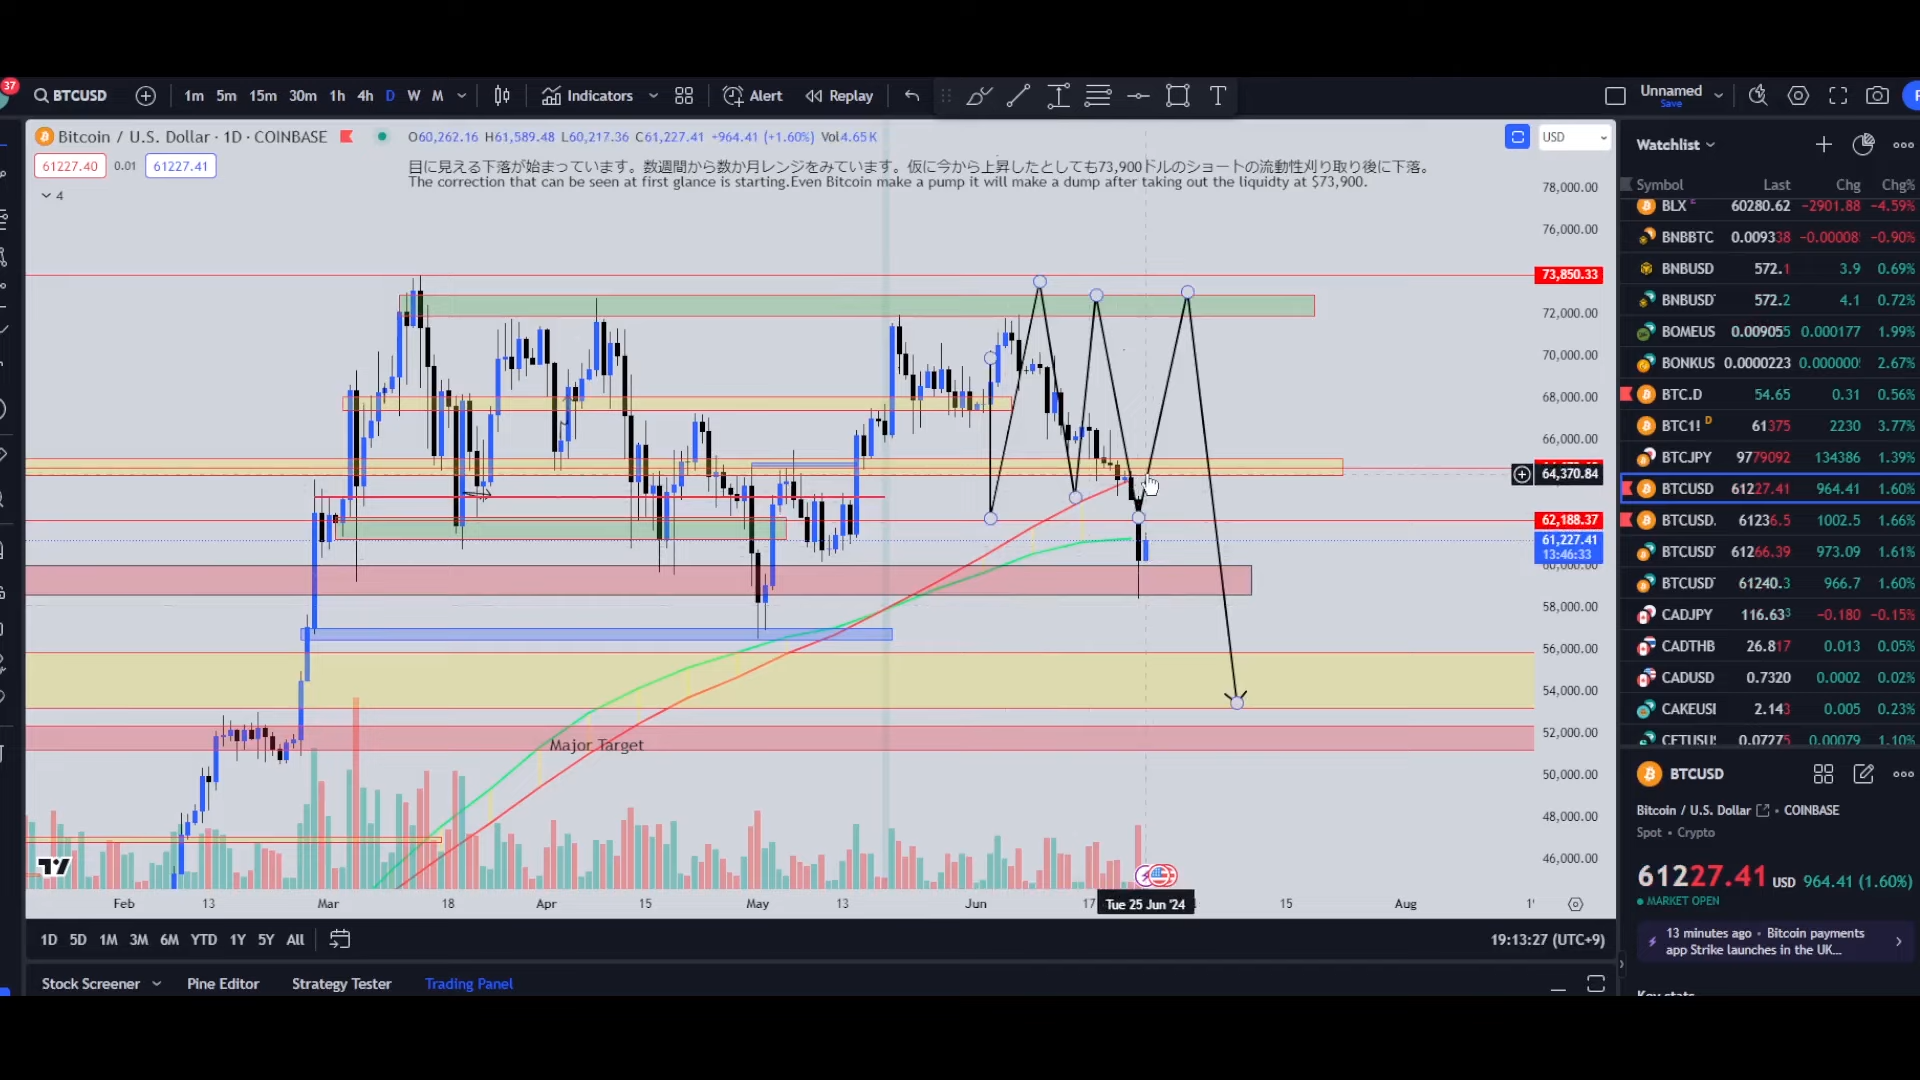 37
BTCUSD
1m 5m 15m 30m 1h 4h D W M
Indicators
Alert
Replay
Unnamed
Save
Bitcoin / U.S. Dollar · 1D · COINBASE
O60,262.16 H61,589.48 L60,217.36 C61,227.41 +964.41 (+1.60%) Vol4.65K
USD
61227.40 0.01 61227.41
4
目に見える下落が始まっています。数週間から数か月レンジをみています。仮に今から上昇したとしても73,900ドルのショートの流動性刈り取り後に下落。
The correction that can be seen at first glance is starting.Even Bitcoin make a pump it will make a dump after taking out the liquidty at $73,900.
78,000.00
76,000.00
73,850.33
72,000.00
70,000.00
68,000.00
66,000.00
64,370.84
62,188.37
61,227.41
13:46:33
60,000.00
58,000.00
56,000.00
54,000.00
52,000.00
50,000.00
48,000.00
46,000.00
Major Target
Feb 13 Mar 18 Apr 15 May 13 Jun 17 Tue 25 Jun '24 15 Aug
1D 5D 1M 3M 6M YTD 1Y 5Y All
19:13:27 (UTC+9)
Stock Screener Pine Editor Strategy Tester Trading Panel
Watchlist
Symbol Last Chg Chg%
BLX E 60280.62 −2901.88 −4.59%
BNBBTC 0.009338 −0.00008 −0.90%
BNBUSD 572.1 3.9 0.69%
BNBUSD 572.2 4.1 0.72%
BOMEUS 0.009055 0.000177 1.99%
BONKUS 0.0000223 0.000000 2.67%
BTC.D 54.65 0.31 0.56%
BTC1! D 61375 2230 3.77%
BTCJPY 9779092 134386 1.39%
BTCUSD 61227.41 964.41 1.60%
BTCUSD. 61236.5 1002.5 1.66%
BTCUSD 61266.39 973.09 1.61%
BTCUSD 61240.3 966.7 1.60%
CADJPY 116.633 −0.180 −0.15%
CADTHB 26.817 0.013 0.05%
CADUSD 0.7320 0.0002 0.02%
CAKEUSI 2.143 0.005 0.23%
CETUSU 0.07275 0.00079 1.10%
BTCUSD
Bitcoin / U.S. Dollar • COINBASE
Spot • Crypto
61227.41 USD 964.41 (1.60%)
MARKET OPEN
13 minutes ago • Bitcoin payments
app Strike launches in the UK...
Key stats